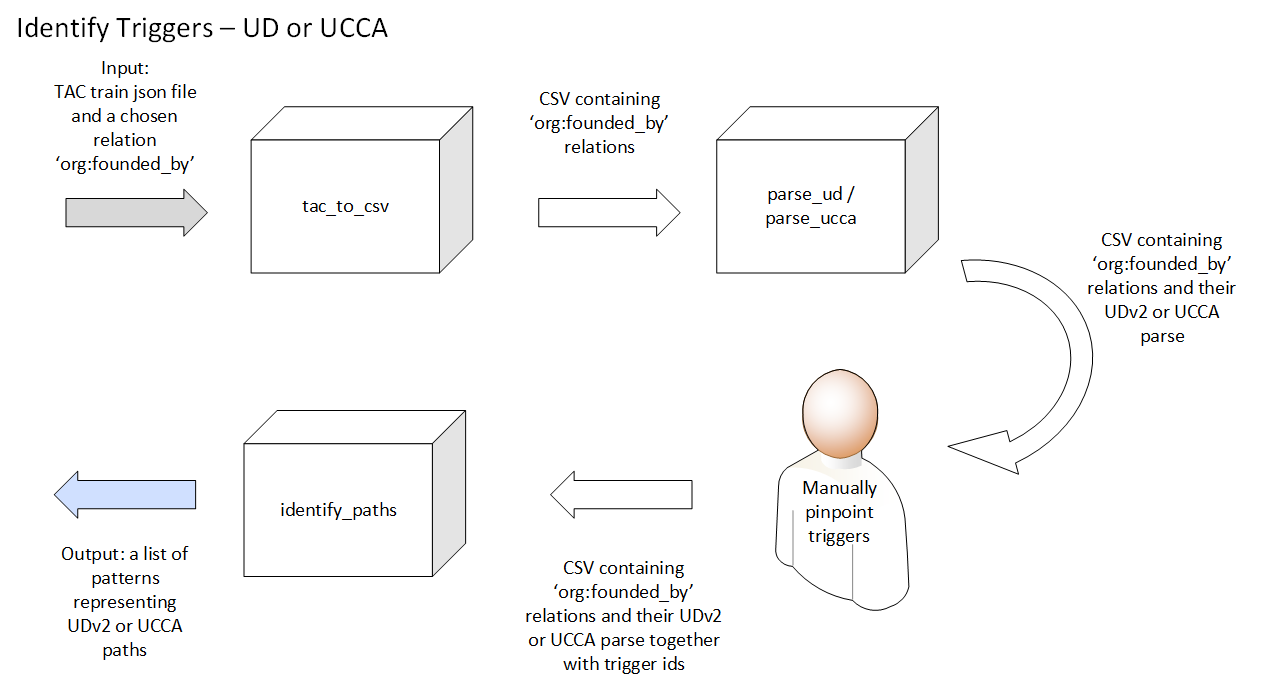 Identify Triggers – UD or UCCA
Input:
TAC train json file
and a chosen
relation
‘org:founded_by’
tac_to_csv
CSV containing
‘org:founded_by’
relations
parse_ud /
parse_ucca
CSV containing
‘org:founded_by’
relations and their
UDv2 or UCCA
parse
Manually
pinpoint
triggers
CSV containing
‘org:founded_by’
relations and their UDv2
or UCCA parse together
with trigger ids
identify_paths
Output: a list of
patterns
representing
UDv2 or UCCA
paths